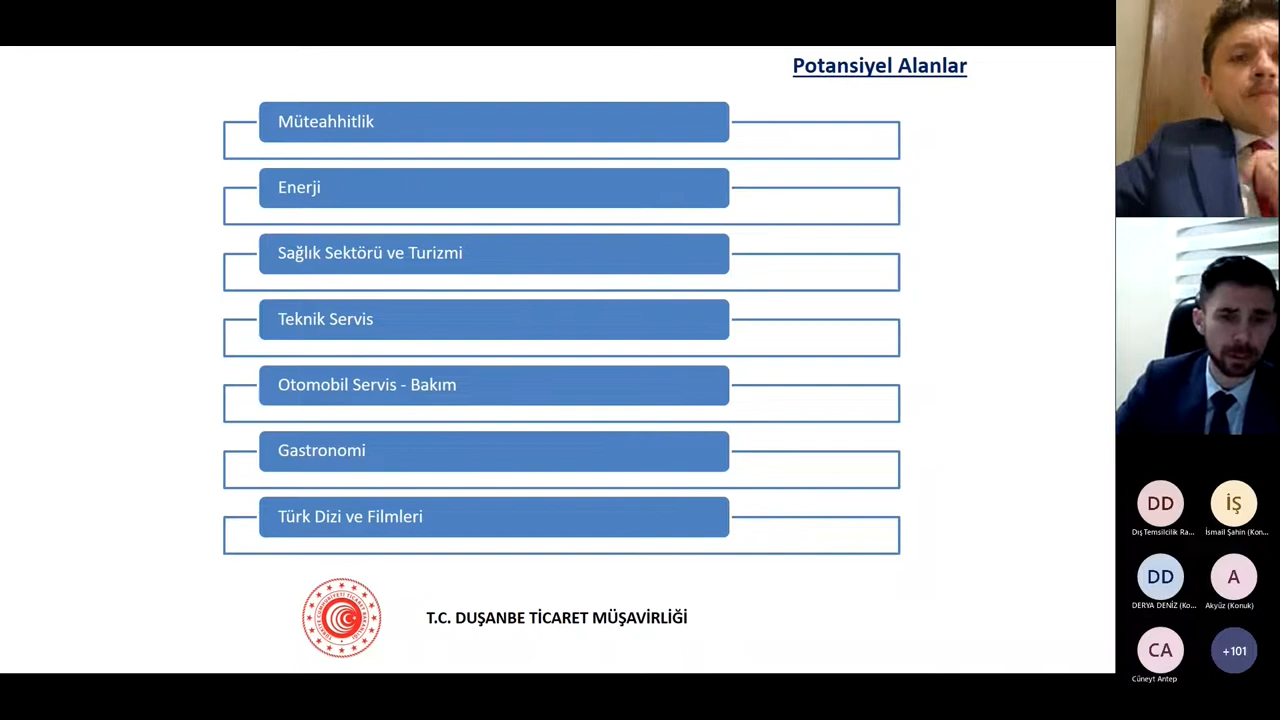 Potansiyel Alanlar
Müteahhitlik
Enerji
Sağlık Sektörü ve Turizmi
Teknik Servis
Otomobil Servis - Bakım
Gastronomi
Türk Dizi ve Filmleri
T.C. DUŞANBE TİCARET MÜŞAVİRLİĞİ
DD
İŞ
Dış Temsilcilik Ra...
İsmail Şahin (Kon...
DD
A
DERYA DENİZ (Ko...
Akyüz (Konuk)
CA
+101
Cüneyt Antep